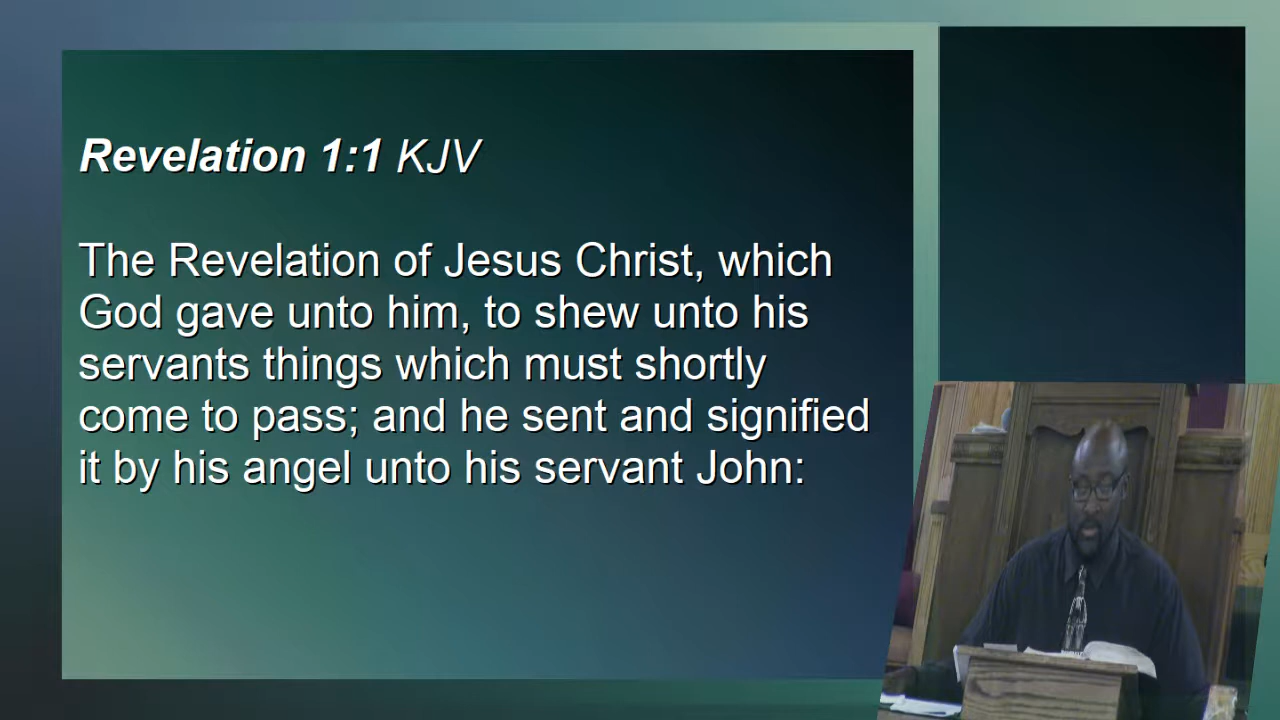 Revelation 1:1 KJV
The Revelation of Jesus Christ, which
God gave unto him, to shew unto his
servants things which must shortly
come to pass; and he sent and signified
it by his angel unto his servant John: